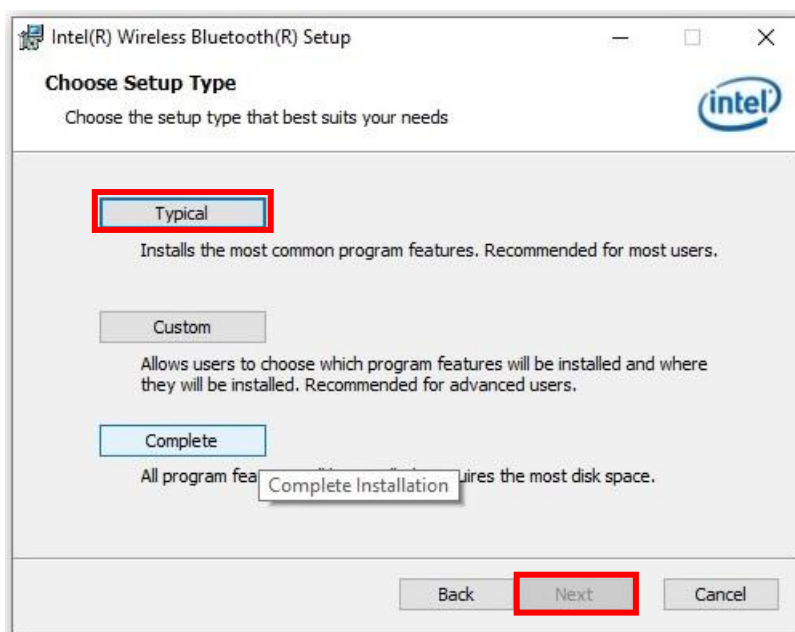 Intel(R) Wireless Bluetooth(R) Setup
Choose Setup Type
Choose the setup type that best suits your needs
intel
Typical
Installs the most common program features. Recommended for most users.
Custom
Allows users to choose which program features will be installed and where
they will be installed. Recommended for advanced users.
Complete
All program fea uires the most disk space.
Complete Installation
Back
Next
Cancel